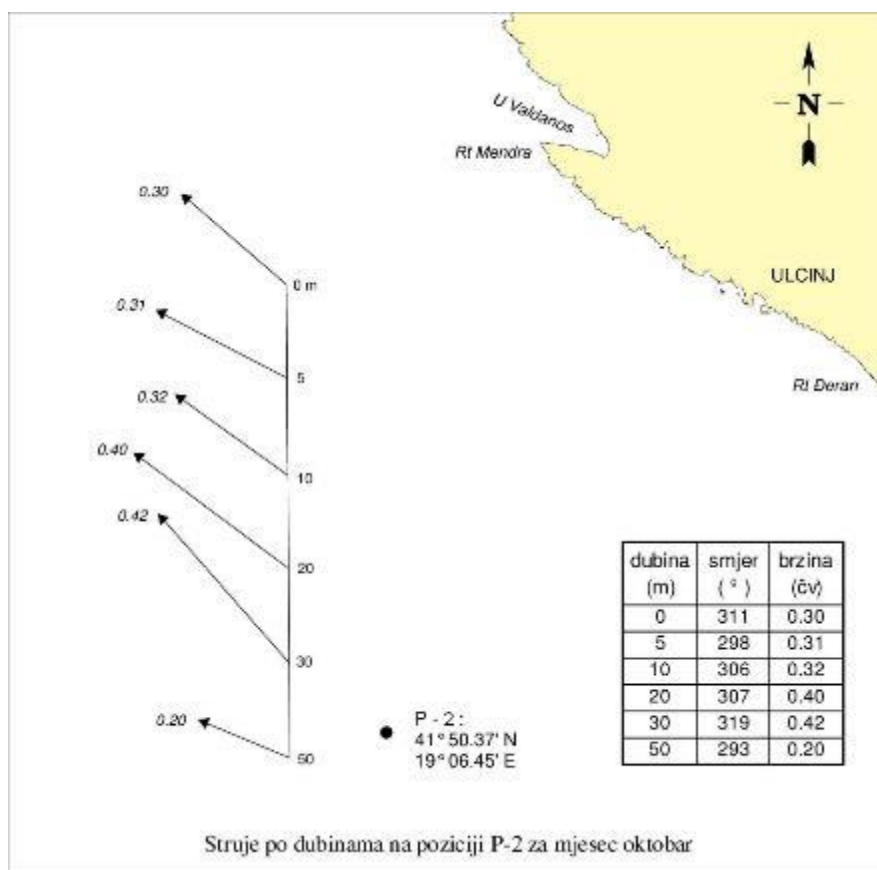 U Valdanos
Rt Mendra
N
ULCINJ
Rt Đeran
0.30
0 m
0.31
5
0.32
10
0.40
20
0.42
30
0.20
50
P - 2 :
41° 50.37' N
19° 06.45' E
dubina smjer brzina
(m) ( ° ) (čv)
0 311 0.30
5 298 0.31
10 306 0.32
20 307 0.40
30 319 0.42
50 293 0.20
Struje po dubinama na poziciji P-2 za mjesec oktobar